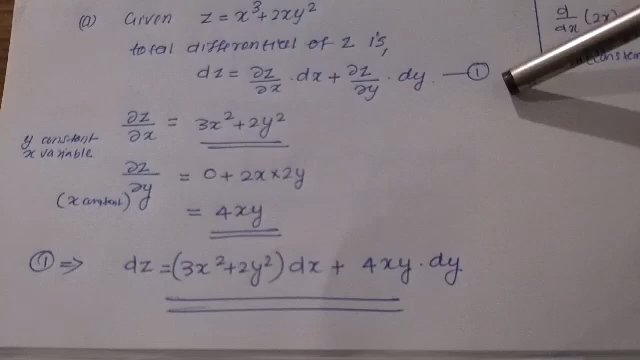 (a) Given z = x³+2xy²
total differential of z is,
dz = ∂z/∂x · dx + ∂z/∂y · dy. —①
y constant
x variable
∂z/∂x = 3x²+2y²
∂z/∂y = 0 + 2x×2y
(x constant)
= 4xy
①⇒ dz = (3x²+2y²) dx + 4xy · dy
d/dx (2x)